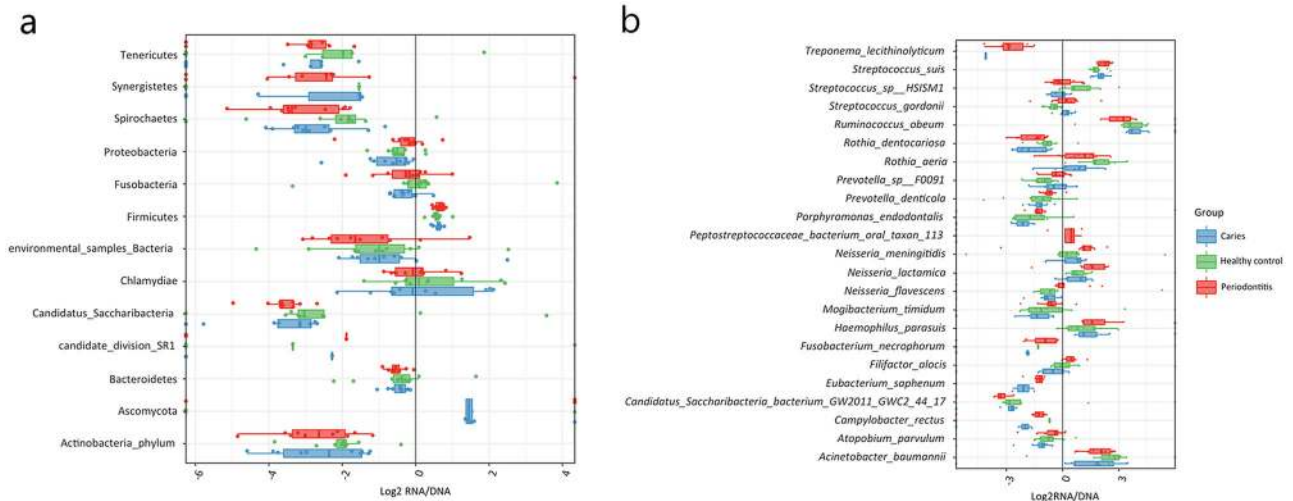 a
b
Tenericutes
Synergistetes
Spirochaetes
Proteobacteria
Fusobacteria
Firmicutes
environmental_samples_Bacteria
Chlamydiae
Candidatus_Saccharibacteria
candidate_division_SR1
Bacteroidetes
Ascomycota
Actinobacteria_phylum
-6
-4
-2
0
2
4
Log2 RNA/DNA
Treponema_lecithinolyticum
Streptococcus_suis
Streptococcus_sp__HSISM1
Streptococcus_gordonii
Ruminococcus_obeum
Rothia_dentocariosa
Rothia_aeria
Prevotella_sp__F0091
Prevotella_denticola
Porphyromonas_endodontalis
Peptostreptococcaceae_bacterium_oral_taxon_113
Neisseria_meningitidis
Neisseria_lactamica
Neisseria_flavescens
Mogibacterium_timidum
Haemophilus_parasuis
Fusobacterium_necrophorum
Filifactor_alocis
Eubacterium_saphenum
Candidatus_Saccharibacteria_bacterium_GW2011_GWC2_44_17
Campylobacter_rectus
Atopobium_parvulum
Acinetobacter_baumannii
-3
0
3
Log2RNA/DNA
Group
Caries
Healthy control
Periodontitis